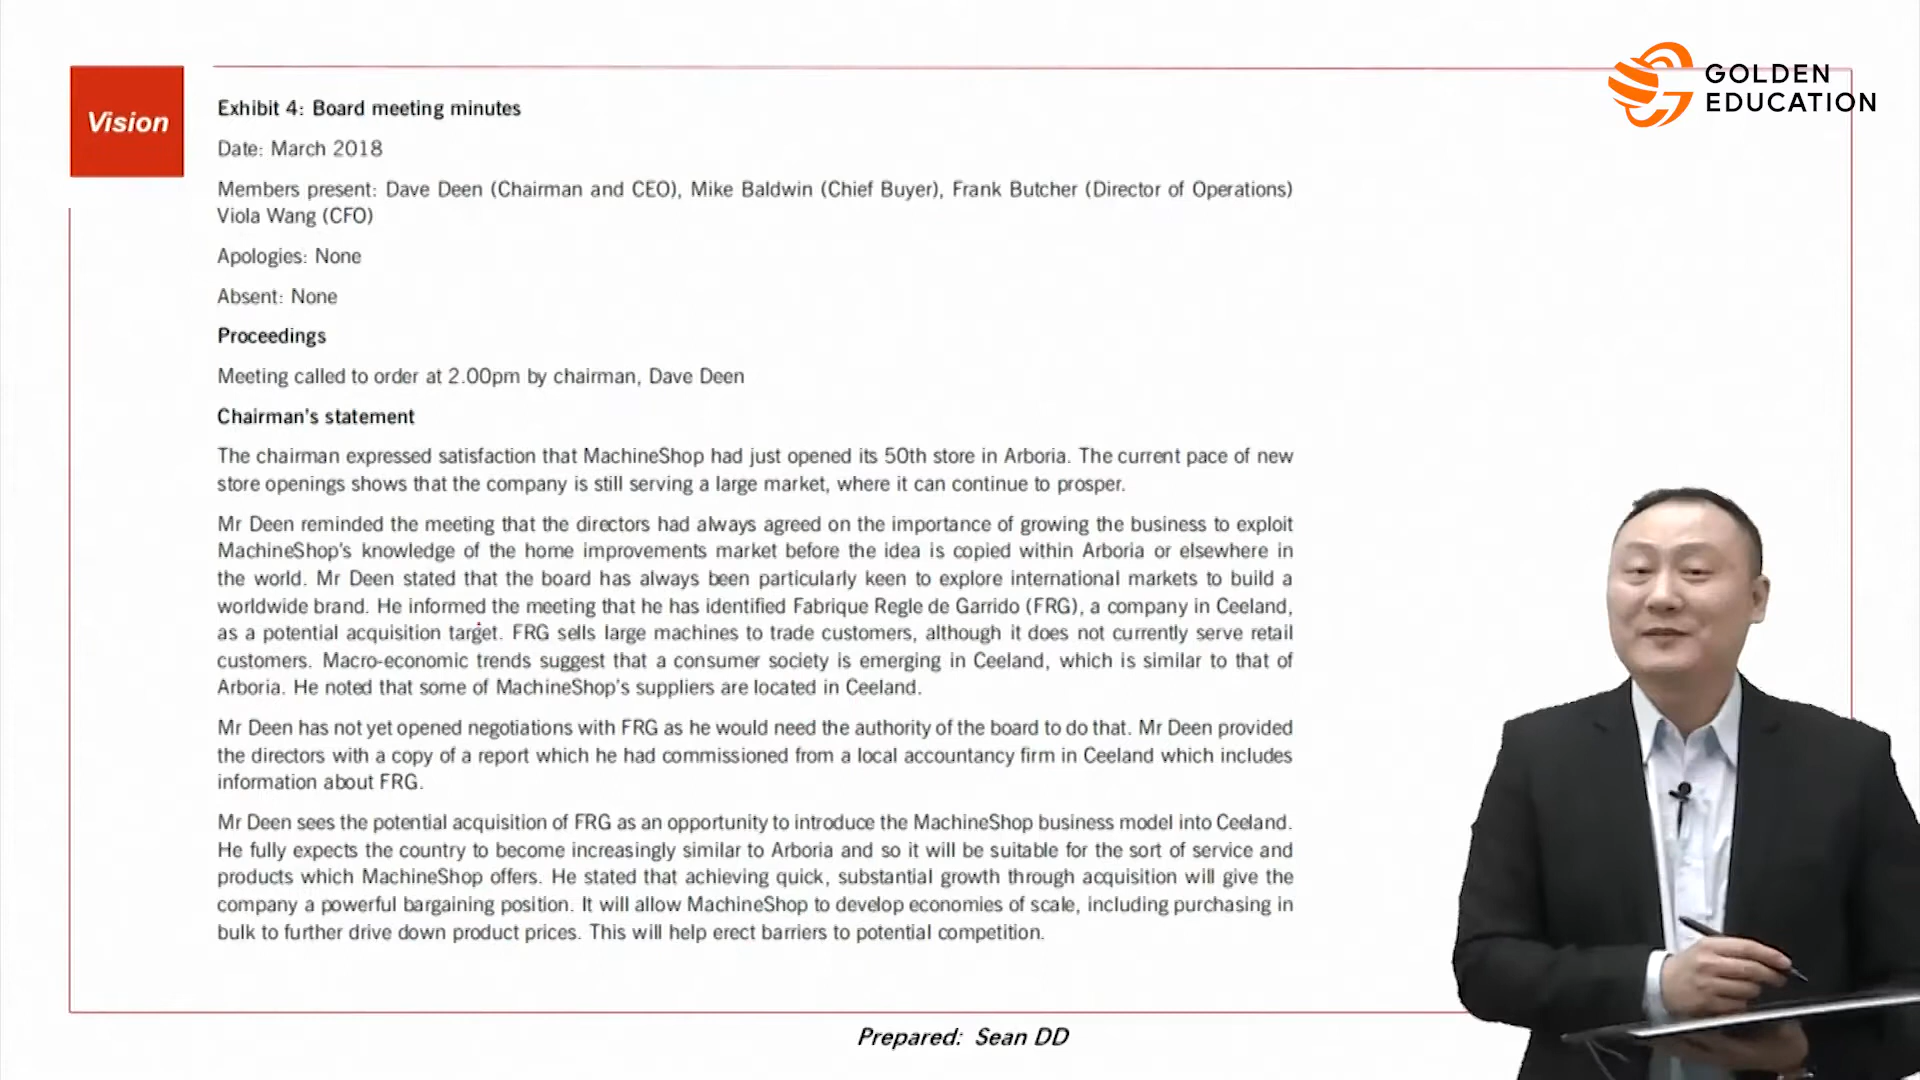 Vision
GOLDEN
EDUCATION
Exhibit 4: Board meeting minutes
Date: March 2018
Members present: Dave Deen (Chairman and CEO), Mike Baldwin (Chief Buyer), Frank Butcher (Director of Operations)
Viola Wang (CFO)
Apologies: None
Absent: None
Proceedings
Meeting called to order at 2.00pm by chairman, Dave Deen
Chairman's statement
The chairman expressed satisfaction that MachineShop had just opened its 50th store in Arboria. The current pace of new
store openings shows that the company is still serving a large market, where it can continue to prosper.
Mr Deen reminded the meeting that the directors had always agreed on the importance of growing the business to exploit
MachineShop's knowledge of the home improvements market before the idea is copied within Arboria or elsewhere in
the world. Mr Deen stated that the board has always been particularly keen to explore international markets to build a
worldwide brand. He informed the meeting that he has identified Fabrique Regle de Garrido (FRG), a company in Ceeland,
as a potential acquisition target. FRG sells large machines to trade customers, although it does not currently serve retail
customers. Macro-economic trends suggest that a consumer society is emerging in Ceeland, which is similar to that of
Arboria. He noted that some of MachineShop's suppliers are located in Ceeland.
Mr Deen has not yet opened negotiations with FRG as he would need the authority of the board to do that. Mr Deen provided
the directors with a copy of a report which he had commissioned from a local accountancy firm in Ceeland which includes
information about FRG.
Mr Deen sees the potential acquisition of FRG as an opportunity to introduce the MachineShop business model into Ceeland.
He fully expects the country to become increasingly similar to Arboria and so it will be suitable for the sort of service and
products which MachineShop offers. He stated that achieving quick, substantial growth through acquisition will give the
company a powerful bargaining position. It will allow MachineShop to develop economies of scale, including purchasing in
bulk to further drive down product prices. This will help erect barriers to potential competition.
Prepared: Sean DD